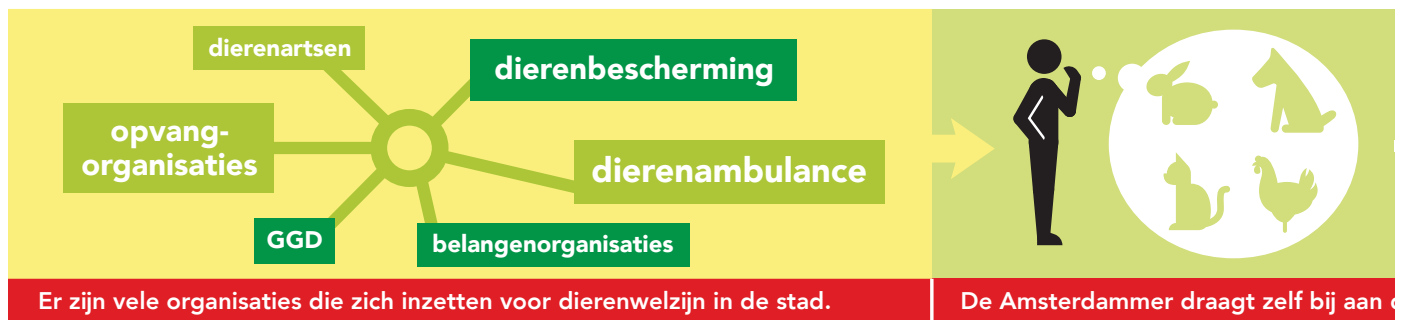 dierenartsen
dierenbescherming
opvang-
organisaties
dierenambulance
GGD
belangenorganisaties
Er zijn vele organisaties die zich inzetten voor dierenwelzijn in de stad.
De Amsterdammer draagt zelf bij aan